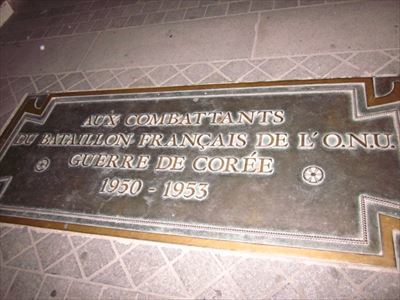 AUX COMBATTANTS
DU BATAILLON FRANÇAIS DE L'O.N.U.
GUERRE DE CORÉE
1950 - 1953